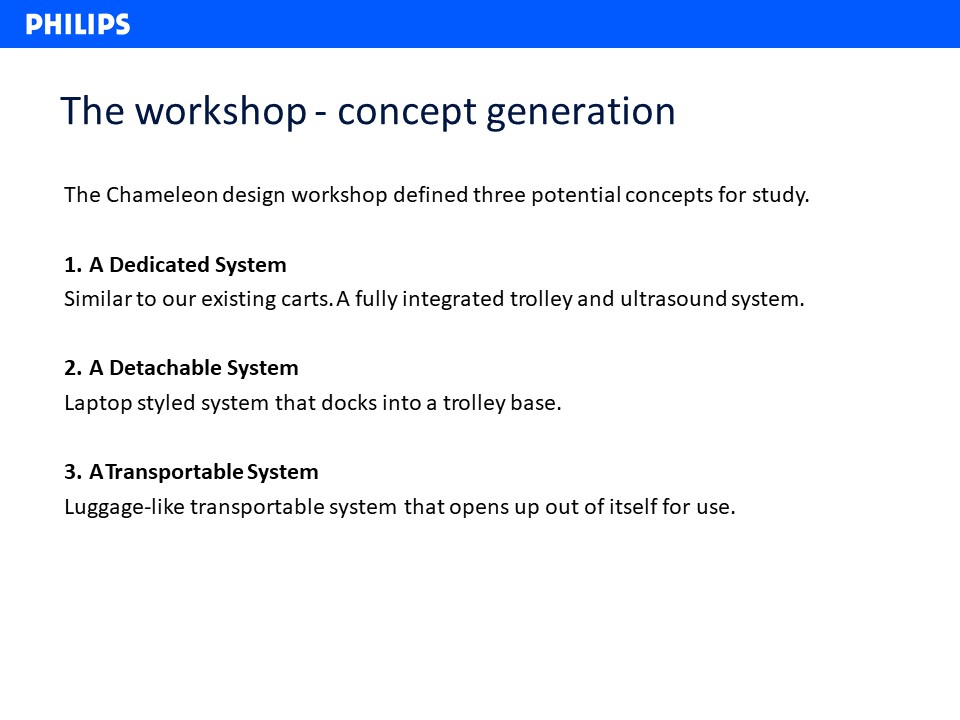 PHILIPS
The workshop - concept generation
The Chameleon design workshop defined three potential concepts for study.
1. A Dedicated System
Similar to our existing carts. A fully integrated trolley and ultrasound system.
2. A Detachable System
Laptop styled system that docks into a trolley base.
3. A Transportable System
Luggage-like transportable system that opens up out of itself for use.